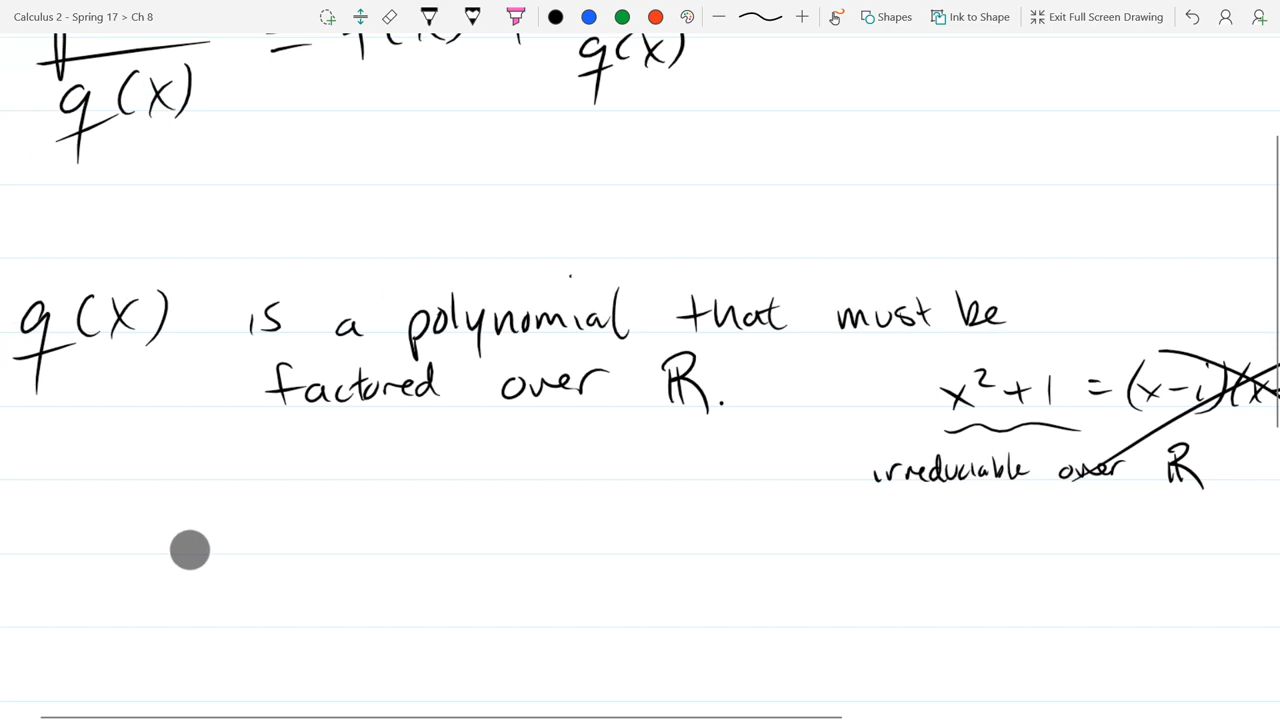 Calculus 2 - Spring 17 > Ch 8
Shapes
Ink to Shape
Exit Full Screen Drawing
q(x)
=
q(x)
q(x) is a polynomial that must be
factored over ℝ.
x² + 1 = (x - i)(x
irreduciable over ℝ